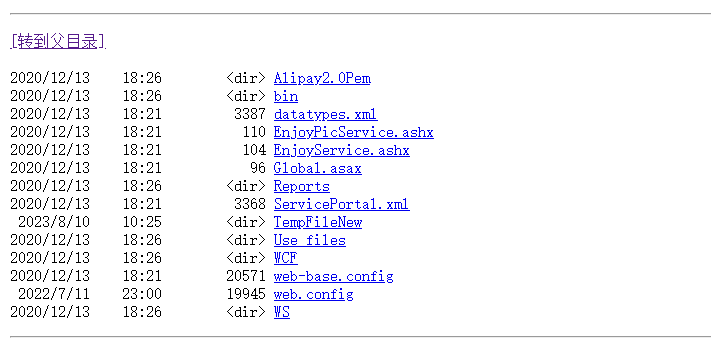 [转到父目录]
2020/12/13 18:26 <dir> Alipay2.0Pem
2020/12/13 18:26 <dir> bin
2020/12/13 18:21 3387 datatypes.xml
2020/12/13 18:21 110 EnjoyPicService.ashx
2020/12/13 18:21 104 EnjoyService.ashx
2020/12/13 18:21 96 Global.asax
2020/12/13 18:26 <dir> Reports
2020/12/13 18:21 3368 ServicePortal.xml
2023/8/10 10:25 <dir> TempFileNew
2020/12/13 18:26 <dir> Use files
2020/12/13 18:26 <dir> WCF
2020/12/13 18:21 20571 web-base.config
2022/7/11 23:00 19945 web.config
2020/12/13 18:26 <dir> WS